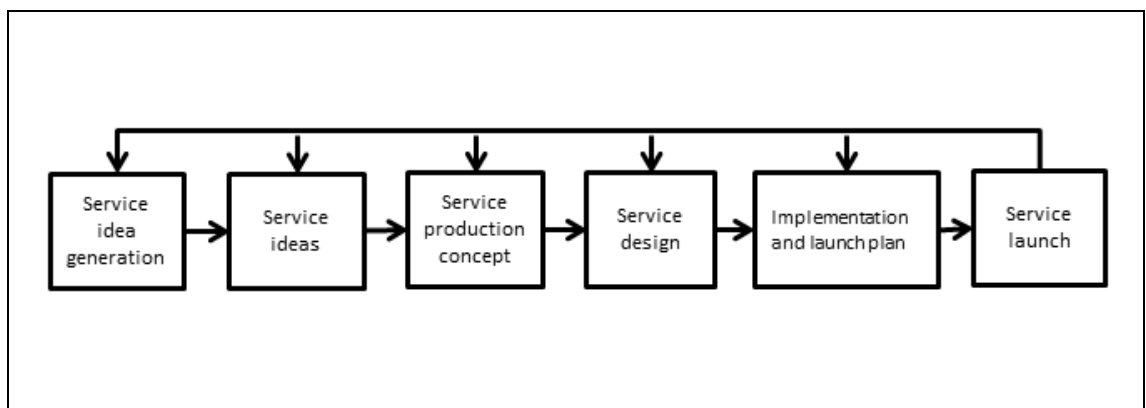 Service
idea
generation
Service
ideas
Service
production
concept
Service
design
Implementation
and launch plan
Service
launch